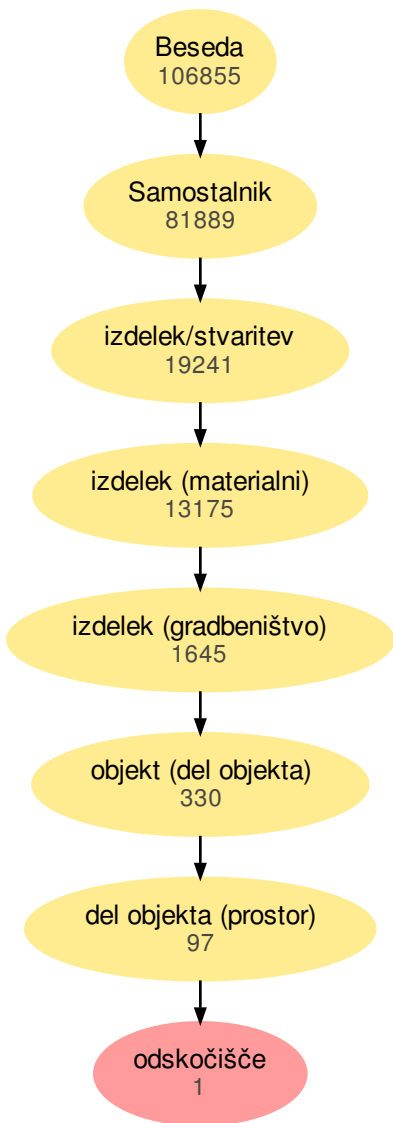 Beseda
106855
Samostalnik
81889
izdelek/stvaritev
19241
izdelek (materialni)
13175
izdelek (gradbeništvo)
1645
objekt (del objekta)
330
del objekta (prostor)
97
odskočišče
1